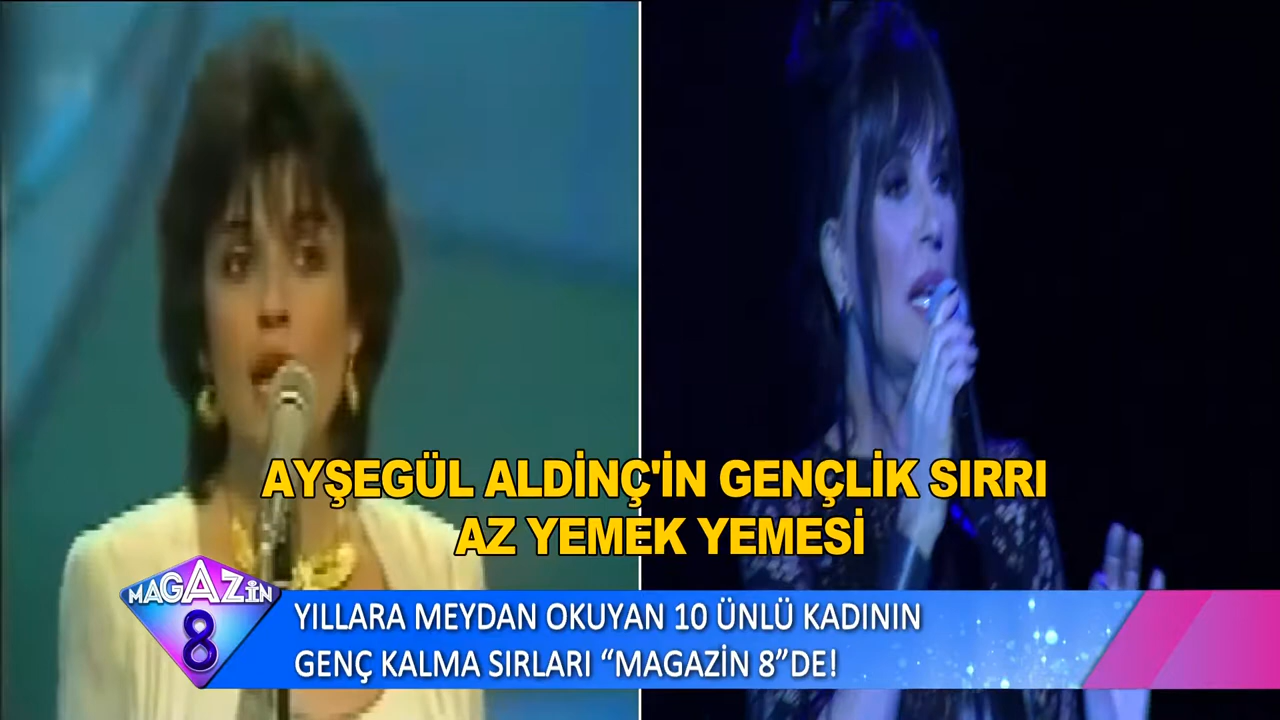 AYŞEGÜL ALDİNÇ'İN GENÇLİK SIRRI
AZ YEMEK YEMESİ
MAGAZİN
8
YILLARA MEYDAN OKUYAN 10 ÜNLÜ KADININ
GENÇ KALMA SIRLARI “MAGAZİN 8”DE!